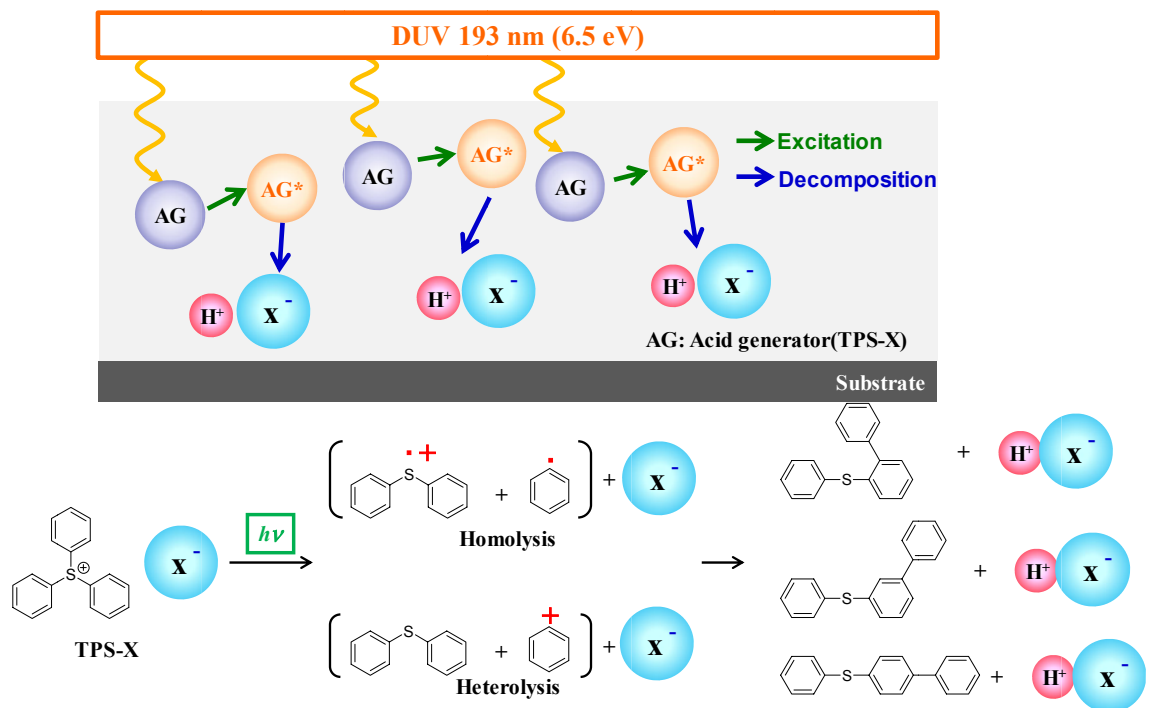 DUV 193 nm (6.5 eV)
AG
AG*
AG
AG*
AG
AG*
Excitation
Decomposition
H+ X-
H+ X-
H+ X-
AG: Acid generator(TPS-X)
Substrate
S
· +
+
·
+ X-
Homolysis
S
+
H+ X-
S ⊕
X-
hν
S
+
H+ X-
TPS-X
S
+
+
+ X-
Heterolysis
S
+
H+ X-